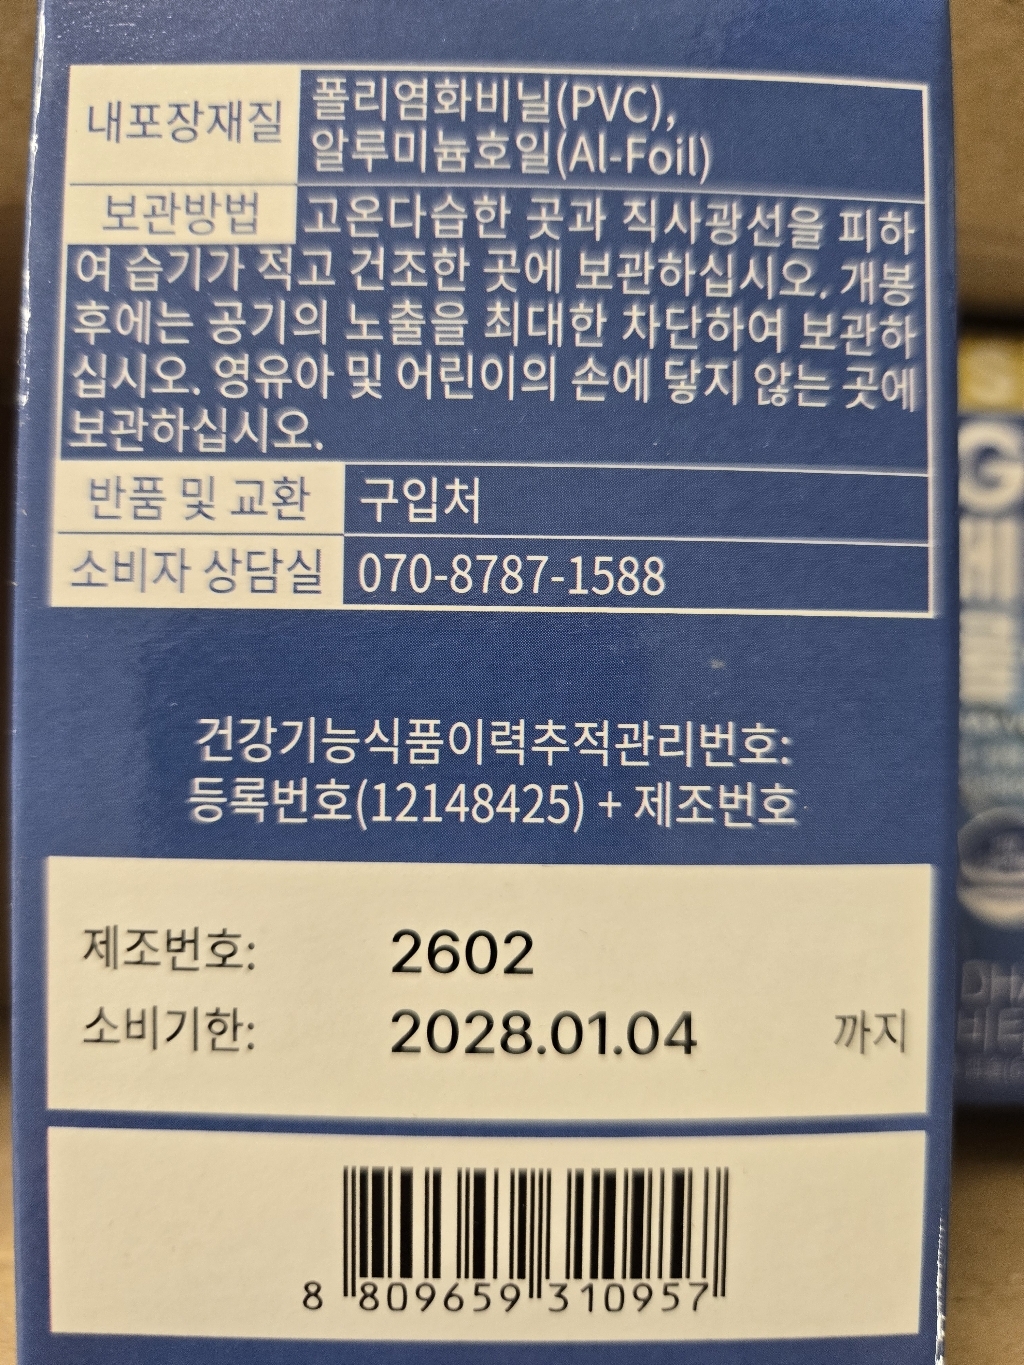 내포장재질 폴리염화비닐(PVC),
알루미늄호일(Al-Foil)
보관방법 고온다습한 곳과 직사광선을 피하
여 습기가 적고 건조한 곳에 보관하십시오. 개봉
후에는 공기의 노출을 최대한 차단하여 보관하
십시오. 영유아 및 어린이의 손에 닿지 않는 곳에
보관하십시오.
반품 및 교환 구입처
소비자 상담실 070-8787-1588
건강기능식품이력추적관리번호:
등록번호(12148425) + 제조번호
제조번호: 2602
소비기한: 2028.01.04 까지
8 809659 310957